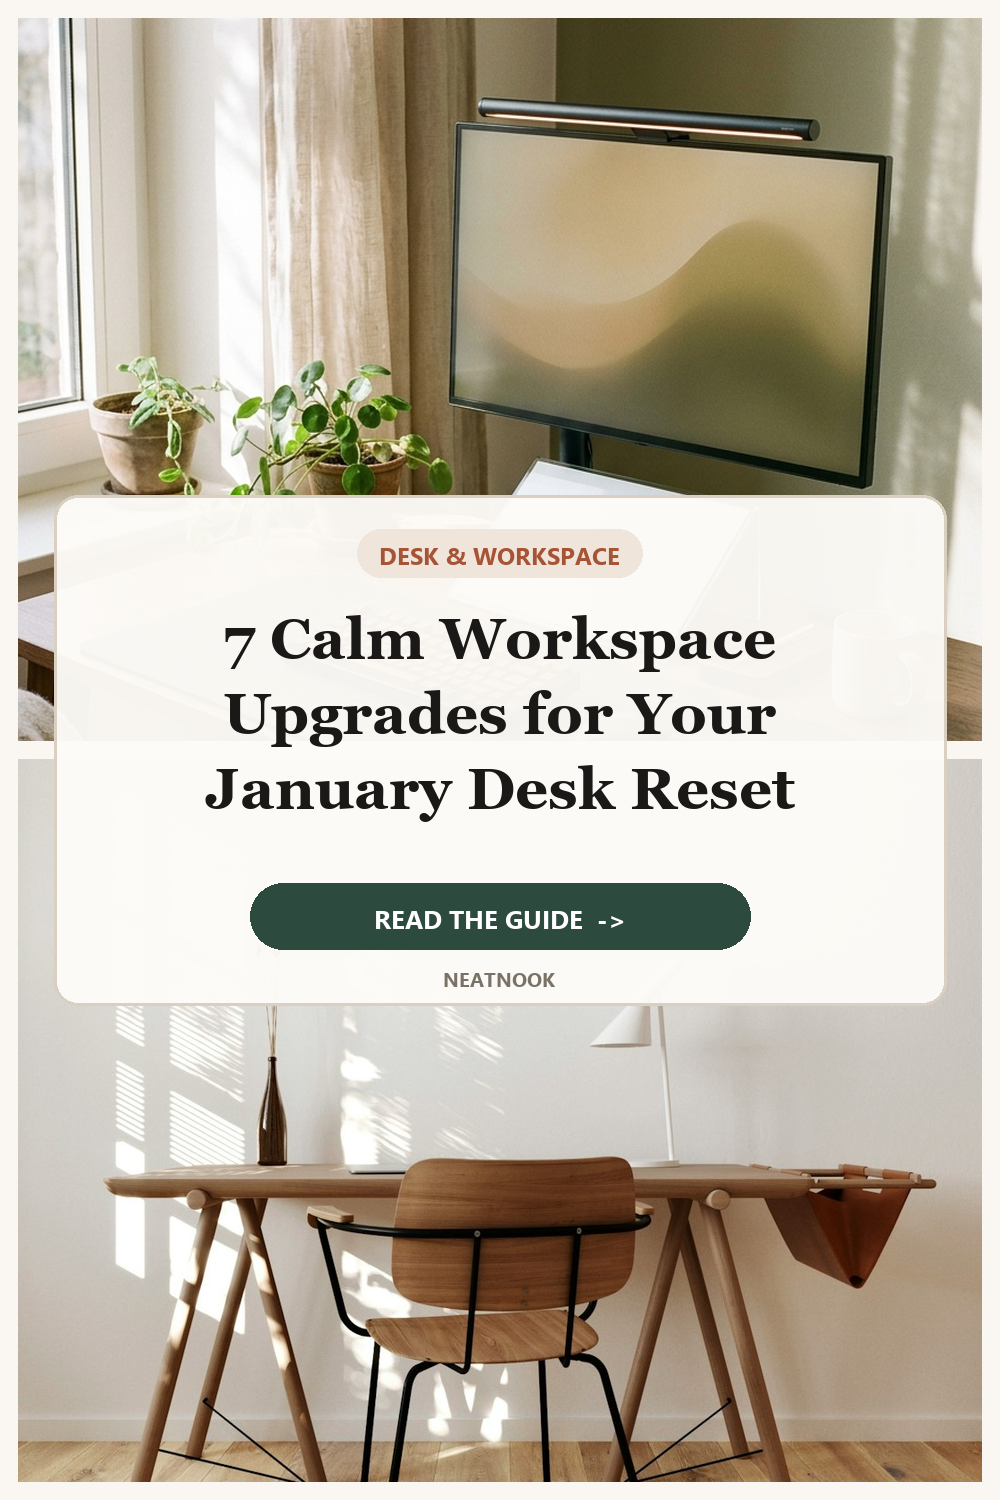 DESK & WORKSPACE
7 Calm Workspace
Upgrades for Your
January Desk Reset
READ THE GUIDE ->
NEATNOOK